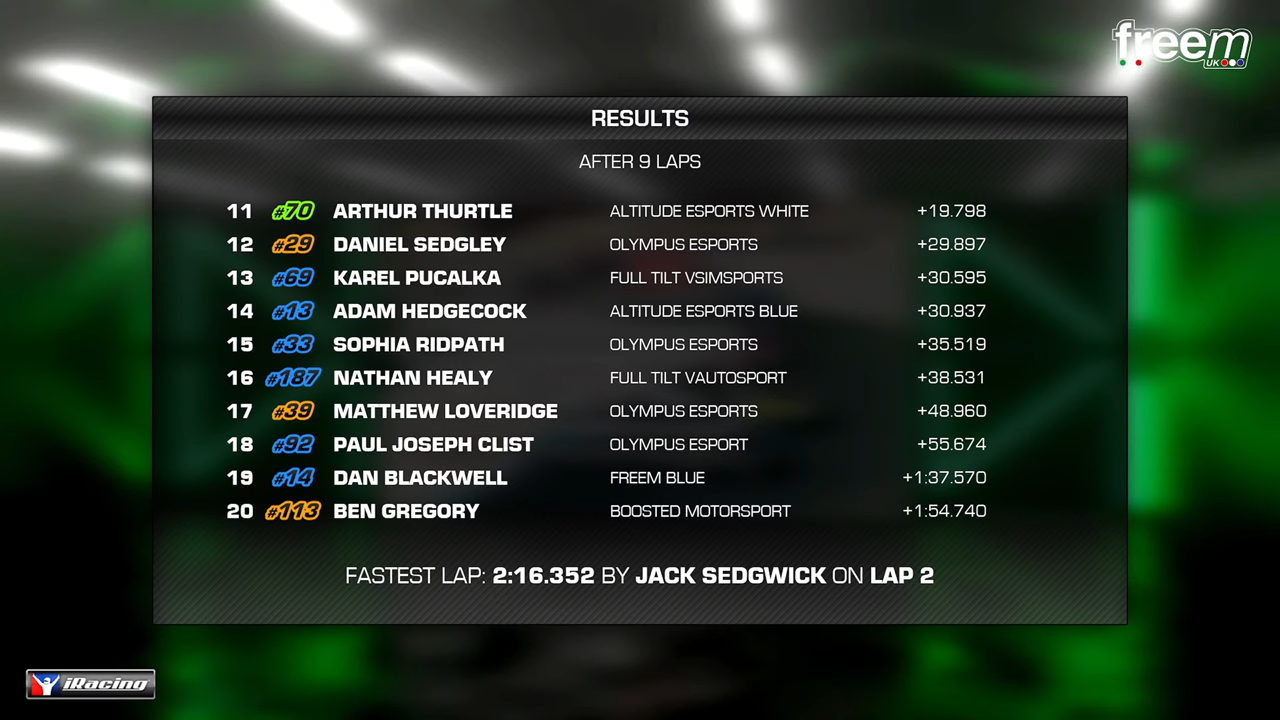 freem
UK
RESULTS
AFTER 9 LAPS
11 #70 ARTHUR THURTLE ALTITUDE ESPORTS WHITE +19.798
12 #29 DANIEL SEDGLEY OLYMPUS ESPORTS +29.897
13 #69 KAREL PUCALKA FULL TILT VSIMSPORTS +30.595
14 #13 ADAM HEDGECOCK ALTITUDE ESPORTS BLUE +30.937
15 #33 SOPHIA RIDPATH OLYMPUS ESPORTS +35.519
16 #187 NATHAN HEALY FULL TILT VAUTOSPORT +38.531
17 #39 MATTHEW LOVERIDGE OLYMPUS ESPORTS +48.960
18 #92 PAUL JOSEPH CLIST OLYMPUS ESPORT +55.674
19 #14 DAN BLACKWELL FREEM BLUE +1:37.570
20 #113 BEN GREGORY BOOSTED MOTORSPORT +1:54.740
FASTEST LAP: 2:16.352 BY JACK SEDGWICK ON LAP 2
iRacing